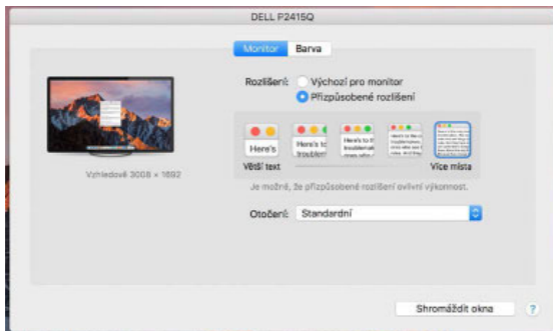 DELL P2415Q
Monitor Barva
Rozlišení: Výchozí pro monitor
Přizpůsobené rozlišení
Here's
Větší text
Více místa
Vzhledově 3008 × 1692
Je možné, že přizpůsobené rozlišení ovlivní výkonnost.
Otočení: Standardní
Shromáždit okna ?